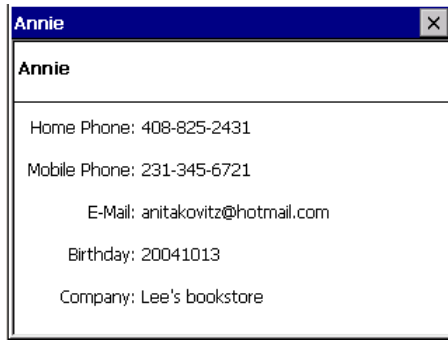 Annie
Annie
Home Phone: 408-825-2431
Mobile Phone: 231-345-6721
E-Mail: anitakovitz@hotmail.com
Birthday: 20041013
Company: Lee's bookstore